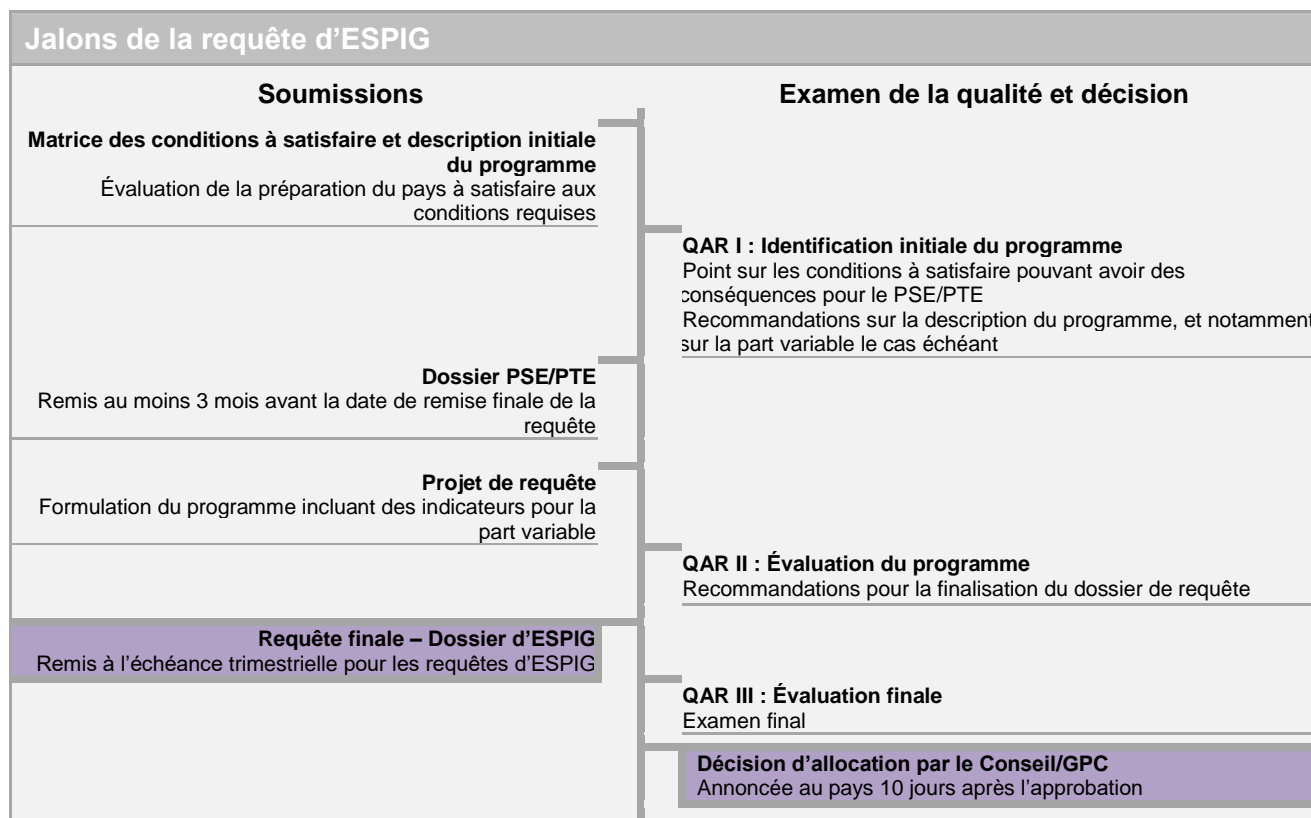 Jalons de la requête d’ESPIG
Soumissions
Examen de la qualité et décision
Matrice des conditions à satisfaire et description initiale
du programme
Évaluation de la préparation du pays à satisfaire aux
conditions requises
QAR I : Identification initiale du programme
Point sur les conditions à satisfaire pouvant avoir des
conséquences pour le PSE/PTE
Recommandations sur la description du programme, et notamment
sur la part variable le cas échéant
Dossier PSE/PTE
Remis au moins 3 mois avant la date de remise finale de la
requête
Projet de requête
Formulation du programme incluant des indicateurs pour la
part variable
QAR II : Évaluation du programme
Recommandations pour la finalisation du dossier de requête
Requête finale – Dossier d’ESPIG
Remis à l’échéance trimestrielle pour les requêtes d’ESPIG
QAR III : Évaluation finale
Examen final
Décision d’allocation par le Conseil/GPC
Annoncée au pays 10 jours après l’approbation